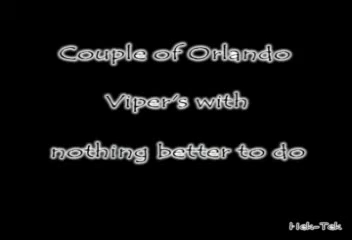 Couple of Orlando
Viper's with
nothing better to do
Hek-Tek